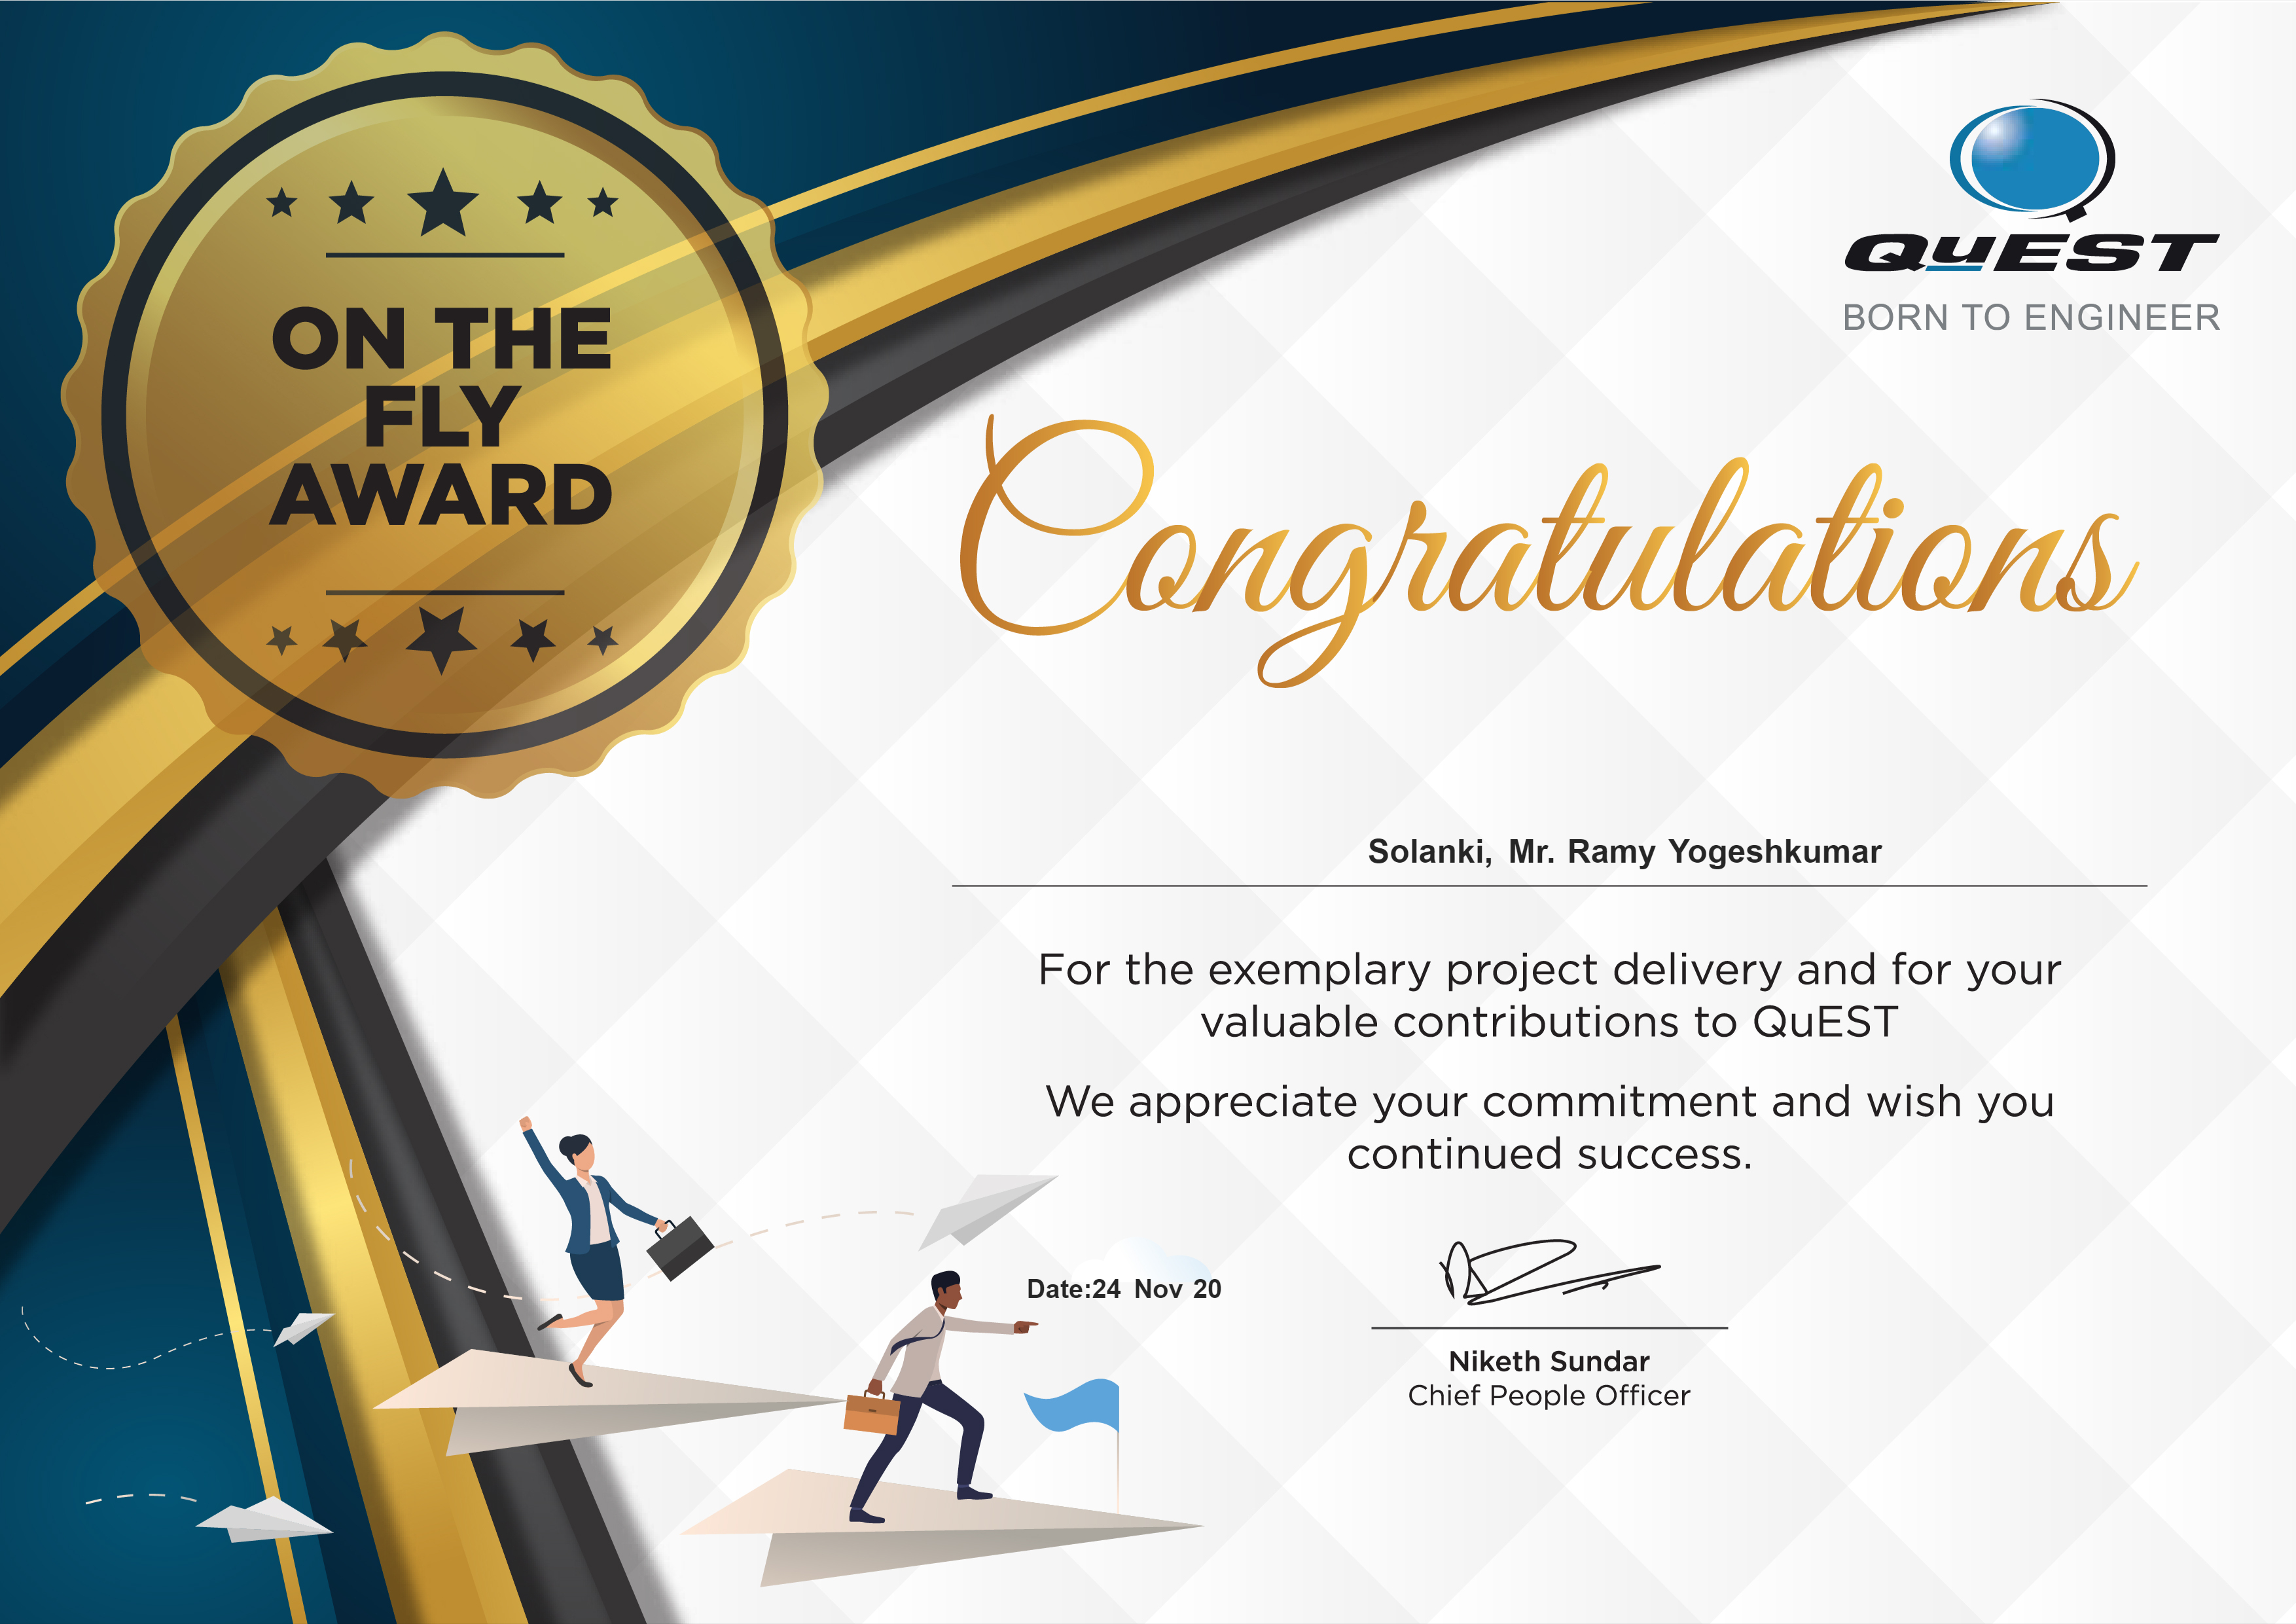 ON THE
FLY
AWARD
QuEST
BORN TO ENGINEER
Congratulations
Solanki, Mr. Ramy Yogeshkumar
For the exemplary project delivery and for your
valuable contributions to QuEST
We appreciate your commitment and wish you
continued success.
Date:24 Nov 20
Niketh Sundar
Chief People Officer